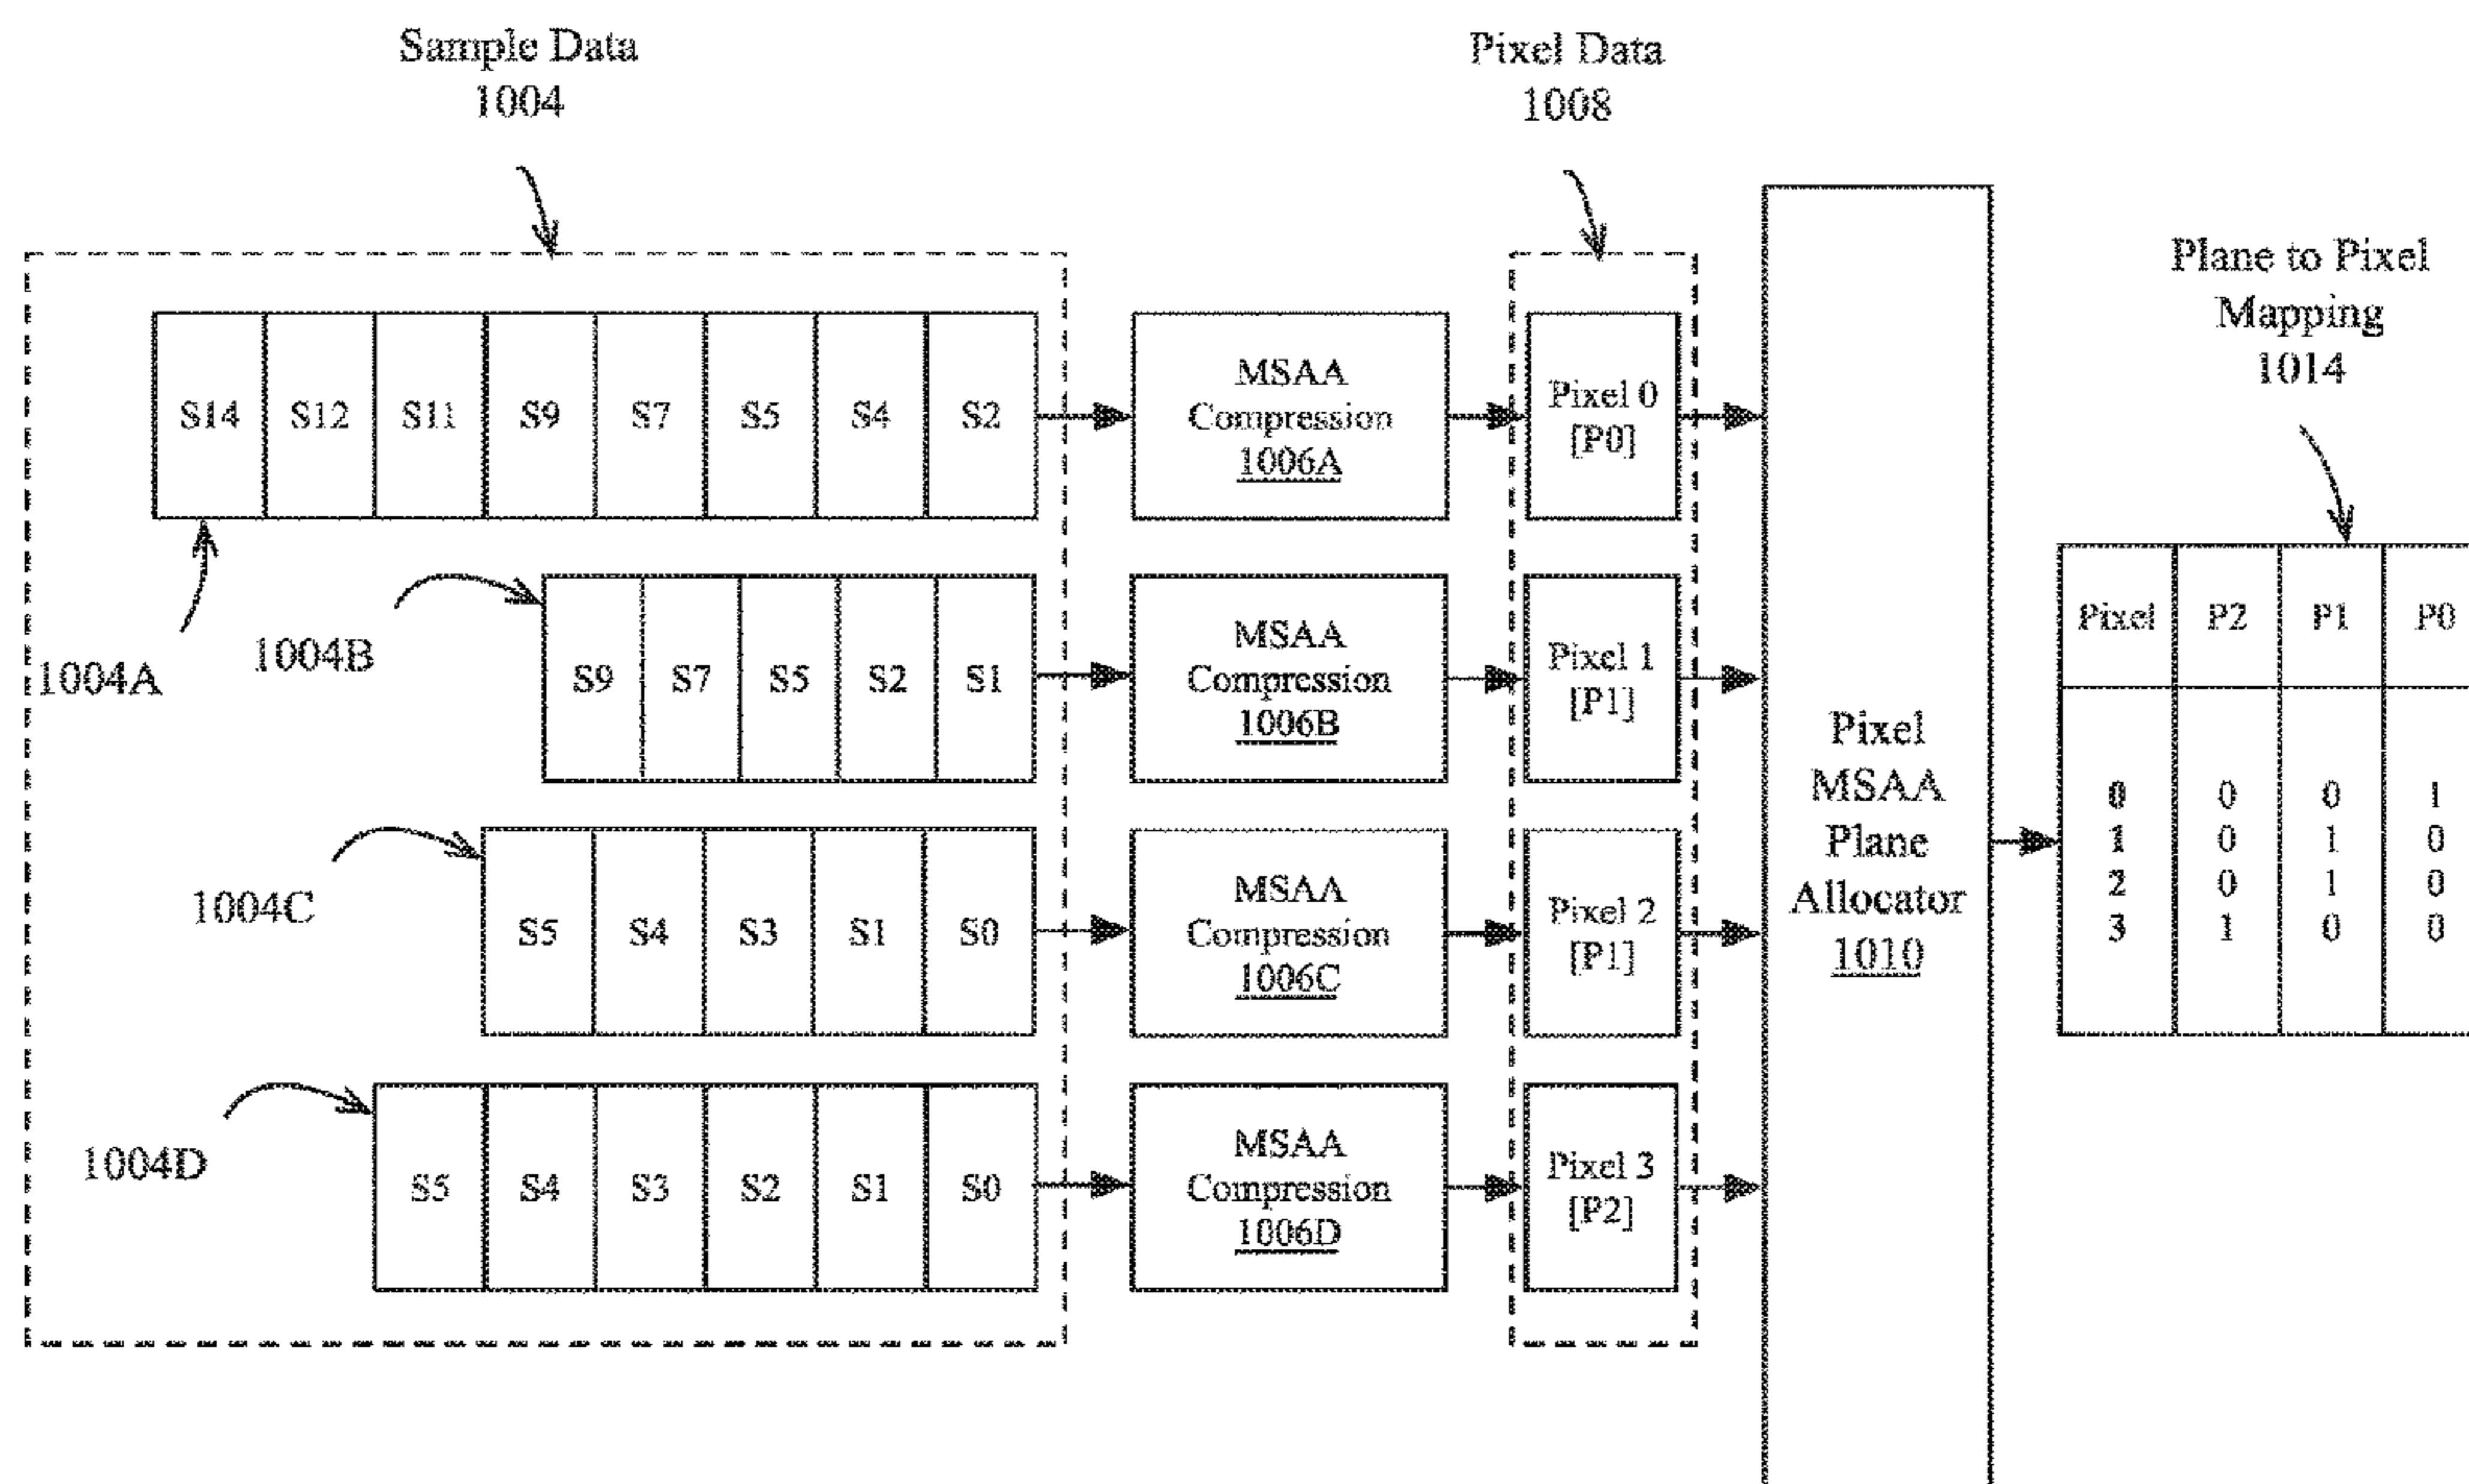 Sample Data
1004
Pixel Data
1008
Plane to Pixel
Mapping
1014
S14 S12 S11 S9 S7 S5 S4 S2
MSAA
Compression
1006A
Pixel 0
[P0]
1004A
1004B
S9 S7 S5 S2 S1
MSAA
Compression
1006B
Pixel 1
[P1]
1004C
S5 S4 S3 S1 S0
MSAA
Compression
1006C
Pixel 2
[P1]
1004D
S5 S4 S3 S2 S1 S0
MSAA
Compression
1006D
Pixel 3
[P2]
Pixel
MSAA
Plane
Allocator
1010
Pixel P2 P1 P0
0 0 0 1
1 0 1 0
2 0 1 0
3 1 0 0